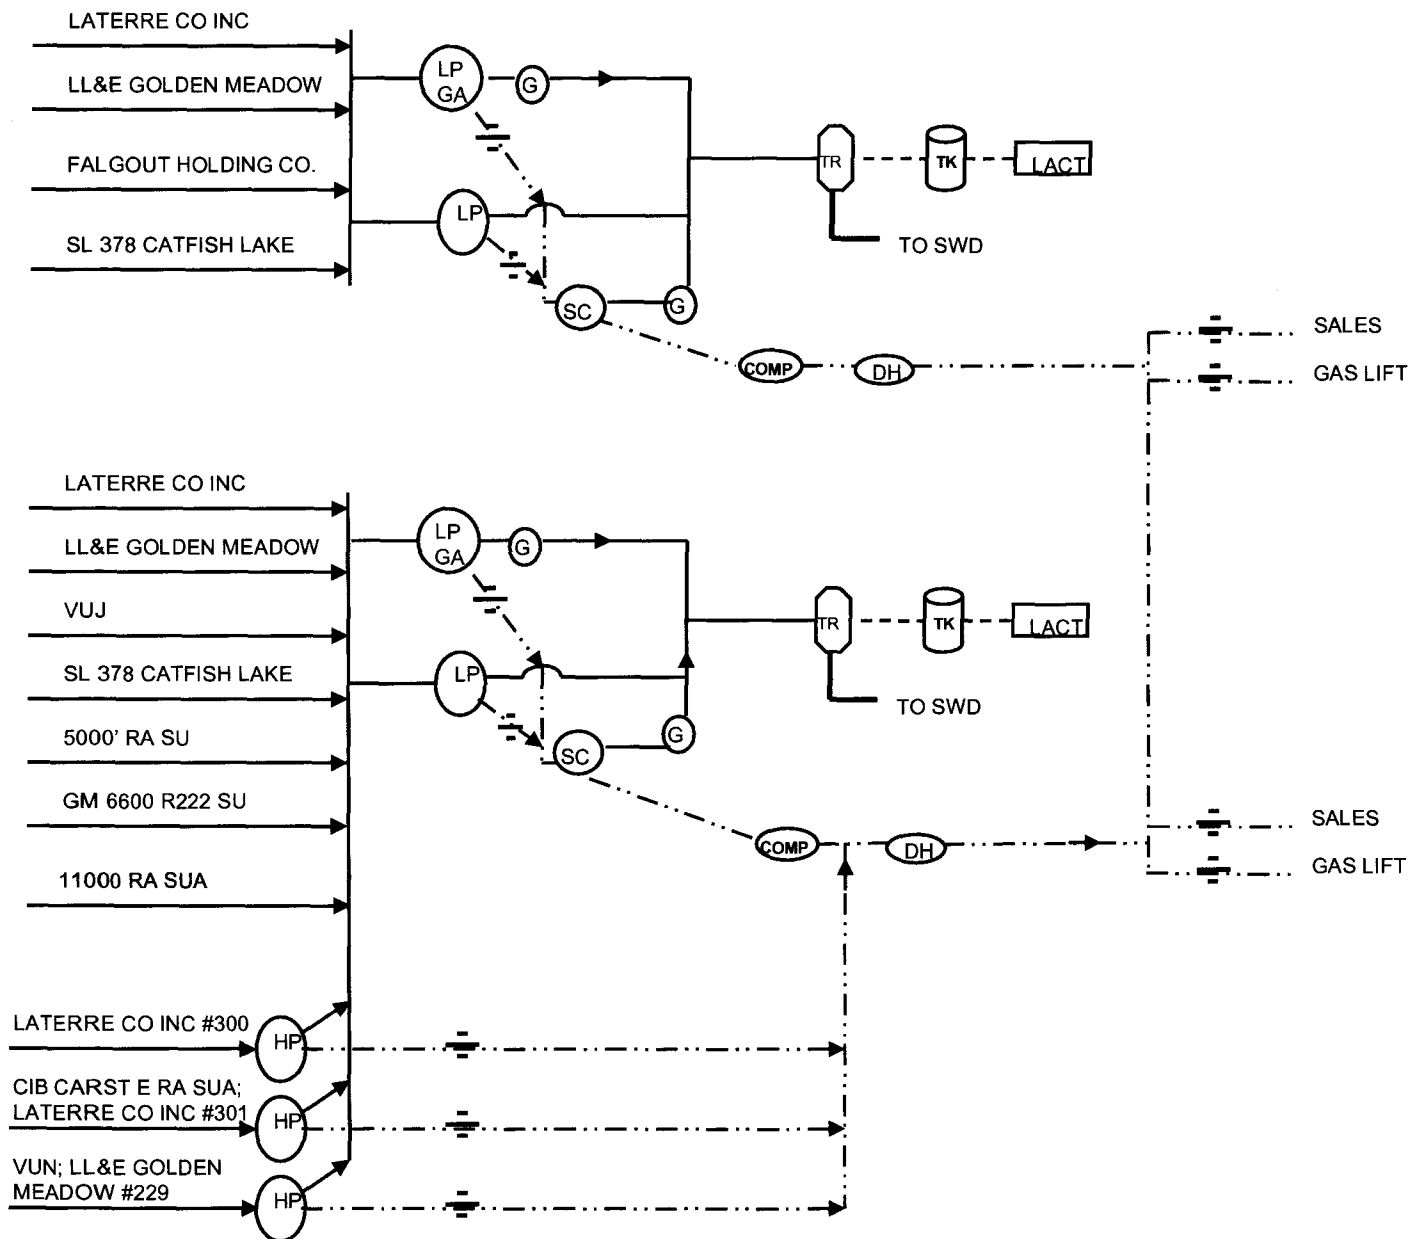 LATERRE CO INC
LL&E GOLDEN MEADOW
FALGOUT HOLDING CO.
SL 378 CATFISH LAKE
LP
GA
G
LP
SC
G
TR
TK
LACT
TO SWD
COMP
DH
SALES
GAS LIFT
LATERRE CO INC
LL&E GOLDEN MEADOW
VUJ
SL 378 CATFISH LAKE
5000' RA SU
GM 6600 R222 SU
11000 RA SUA
LP
GA
G
LP
SC
G
TR
TK
LACT
TO SWD
COMP
DH
SALES
GAS LIFT
LATERRE CO INC #300
HP
CIB CARST E RA SUA;
LATERRE CO INC #301
HP
VUN; LL&E GOLDEN
MEADOW #229
HP